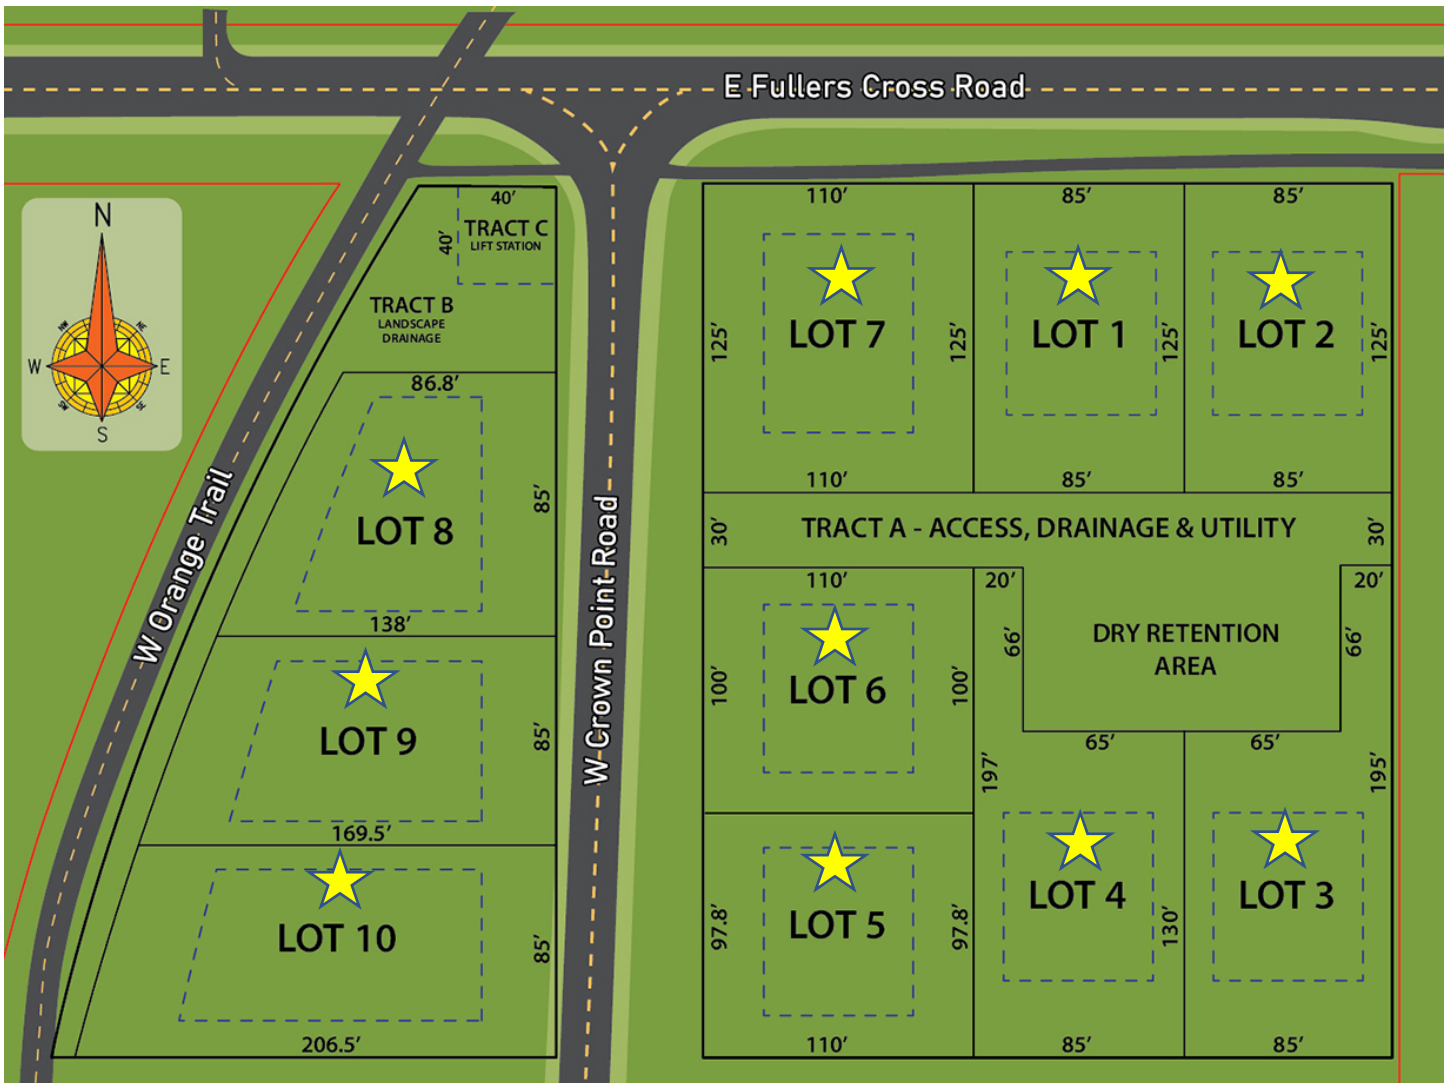 E Fullers Cross Road
N
NW
NE
W
E
SW
SE
S
40'
TRACT C
LIFT STATION
40'
TRACT B
LANDSCAPE
DRAINAGE
86.8'
LOT 8
85'
138'
W Orange Trail
LOT 9
85'
169.5'
LOT 10
85'
206.5'
W Crown Point Road
110'
85'
85'
LOT 7
LOT 1
LOT 2
125'
125'
125'
125'
110'
85'
85'
30'
TRACT A - ACCESS, DRAINAGE & UTILITY
30'
110'
20'
20'
66'
DRY RETENTION
AREA
66'
100'
LOT 6
100'
65'
65'
197'
195'
97.8'
LOT 5
97.8'
LOT 4
130'
LOT 3
110'
85'
85'